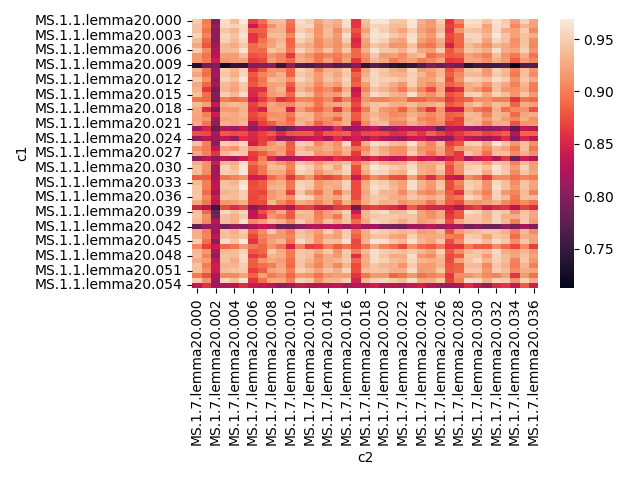 MS.1.1.lemma20.000
MS.1.1.lemma20.003
MS.1.1.lemma20.006
MS.1.1.lemma20.009
MS.1.1.lemma20.012
MS.1.1.lemma20.015
MS.1.1.lemma20.018
MS.1.1.lemma20.021
MS.1.1.lemma20.024
MS.1.1.lemma20.027
MS.1.1.lemma20.030
MS.1.1.lemma20.033
MS.1.1.lemma20.036
MS.1.1.lemma20.039
MS.1.1.lemma20.042
MS.1.1.lemma20.045
MS.1.1.lemma20.048
MS.1.1.lemma20.051
MS.1.1.lemma20.054
c1
MS.1.7.lemma20.000
MS.1.7.lemma20.002
MS.1.7.lemma20.004
MS.1.7.lemma20.006
MS.1.7.lemma20.008
MS.1.7.lemma20.010
MS.1.7.lemma20.012
MS.1.7.lemma20.014
MS.1.7.lemma20.016
MS.1.7.lemma20.018
MS.1.7.lemma20.020
MS.1.7.lemma20.022
MS.1.7.lemma20.024
MS.1.7.lemma20.026
MS.1.7.lemma20.028
MS.1.7.lemma20.030
MS.1.7.lemma20.032
MS.1.7.lemma20.034
MS.1.7.lemma20.036
c2
0.95
0.90
0.85
0.80
0.75